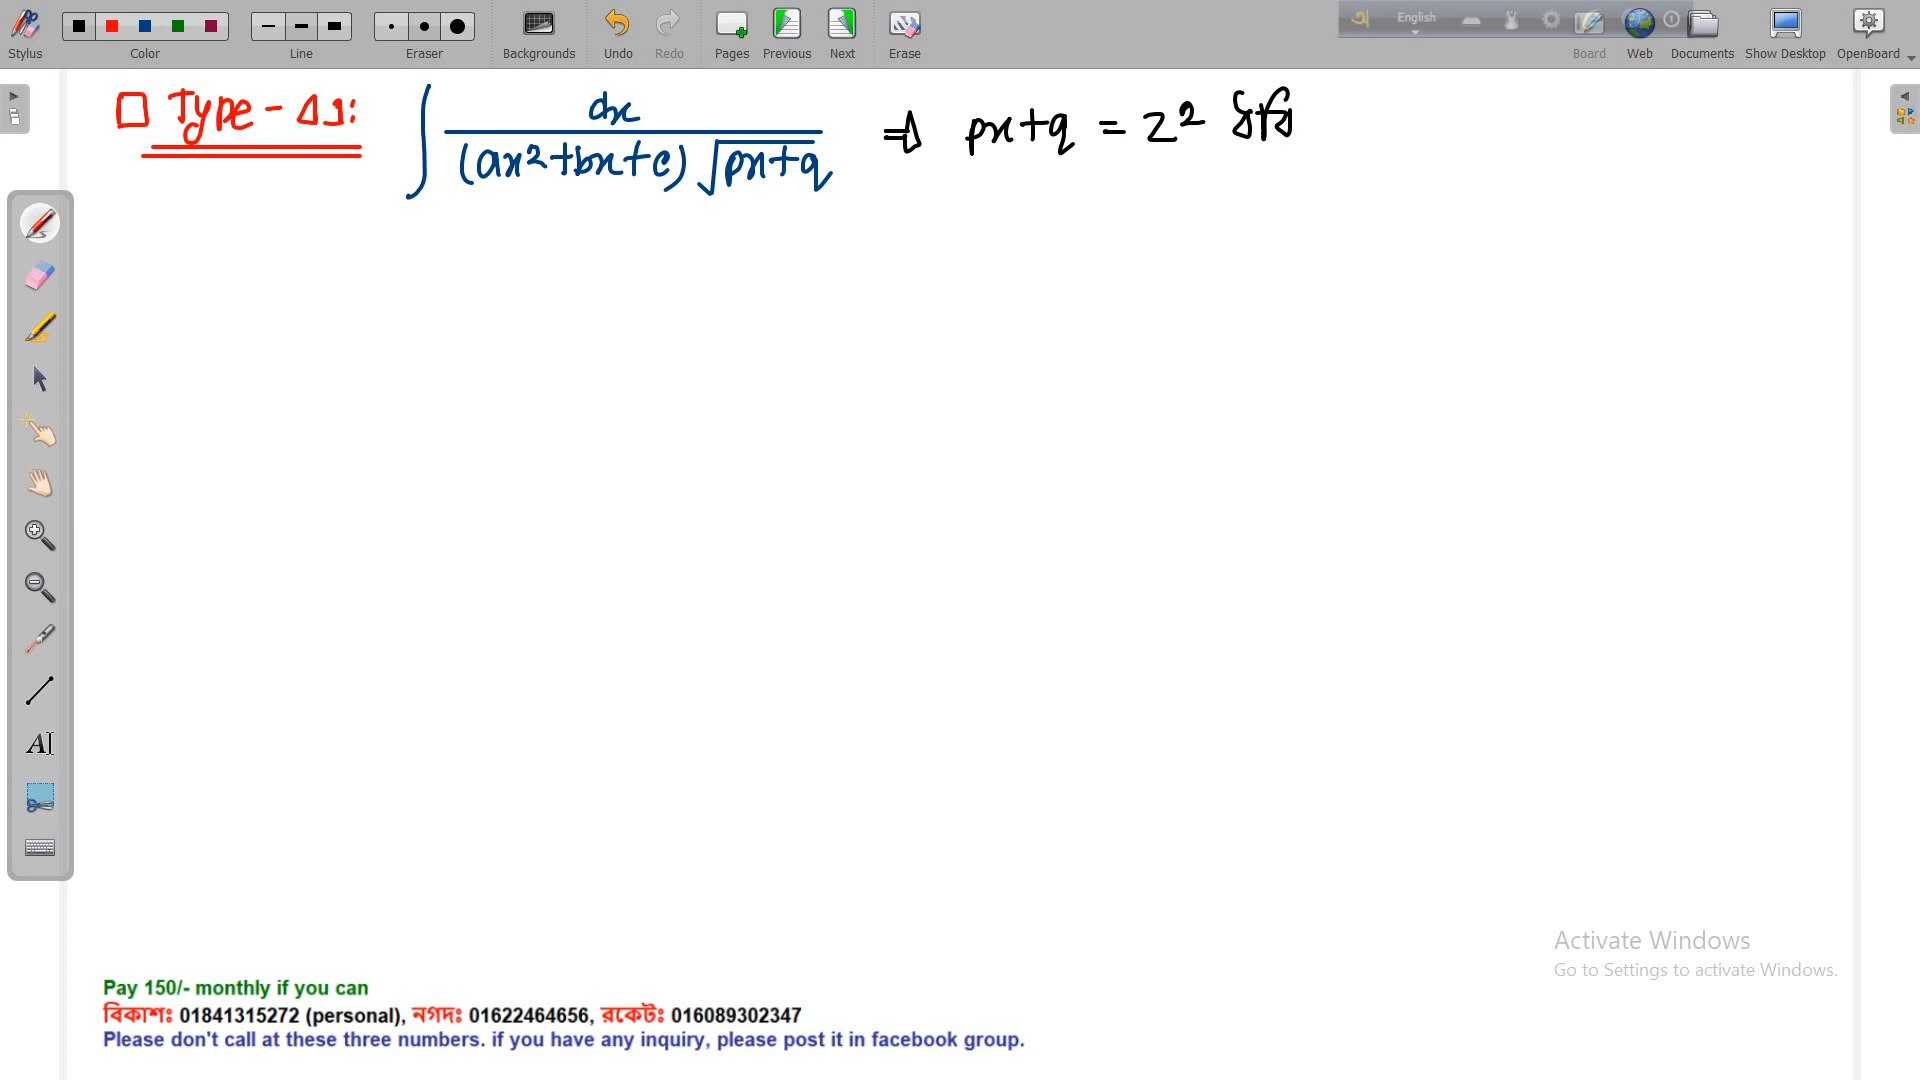 Stylus Color Line Eraser Backgrounds Undo Redo Pages Previous Next Erase Board Web Documents Show Desktop OpenBoard
English
□ Type - 21: ∫ dx / (ax²+bx+c) √px+q ⇒ px+q = z² ধরি
Activate Windows
Go to Settings to activate Windows.
Pay 150/- monthly if you can
বিকাশঃ 01841315272 (personal), নগদঃ 01622464656, রকেটঃ 016089302347
Please don't call at these three numbers. if you have any inquiry, please post it in facebook group.